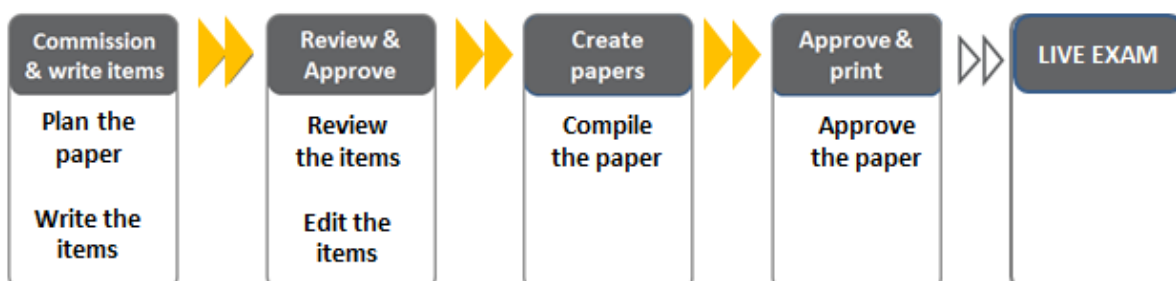 Commission
& write items
Plan the
paper
Write the
items
Review &
Approve
Review
the items
Edit the
items
Create
papers
Compile
the paper
Approve &
print
Approve
the paper
LIVE EXAM